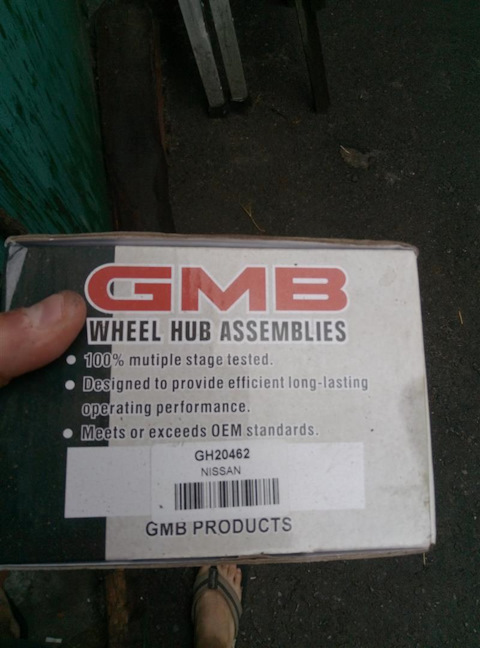 GMB
WHEEL HUB ASSEMBLIES
• 100% mutiple stage tested.
• Designed to provide efficient long-lasting
operating performance.
• Meets or exceeds OEM standards.
GH20462
NISSAN
GMB PRODUCTS